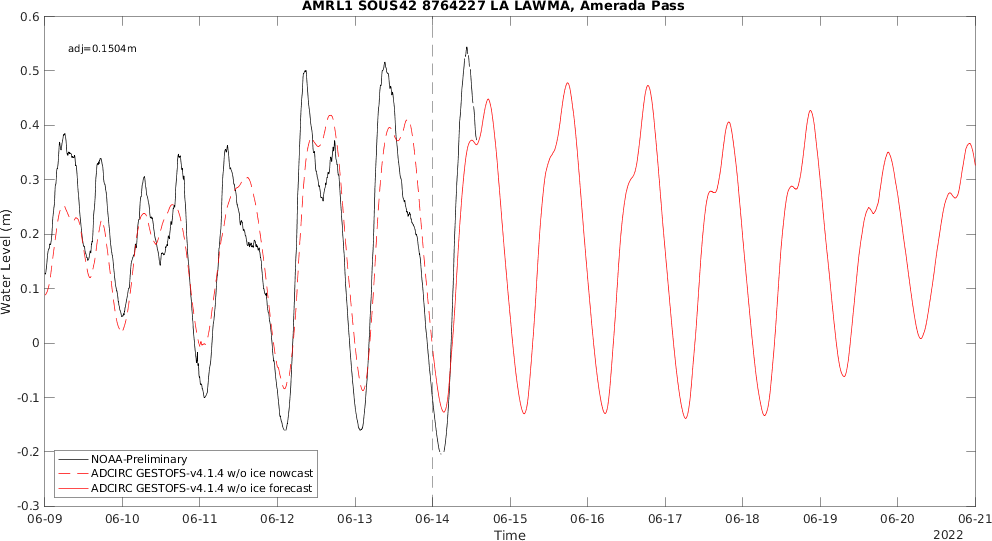 AMRL1 SOUS42 8764227 LA LAWMA, Amerada Pass
adj=0.1504m
Water Level (m)
0.6
0.5
0.4
0.3
0.2
0.1
0
-0.1
-0.2
-0.3
NOAA-Preliminary
ADCIRC GESTOFS-v4.1.4 w/o ice nowcast
ADCIRC GESTOFS-v4.1.4 w/o ice forecast
06-09 06-10 06-11 06-12 06-13 06-14 06-15 06-16 06-17 06-18 06-19 06-20 06-21
Time
2022